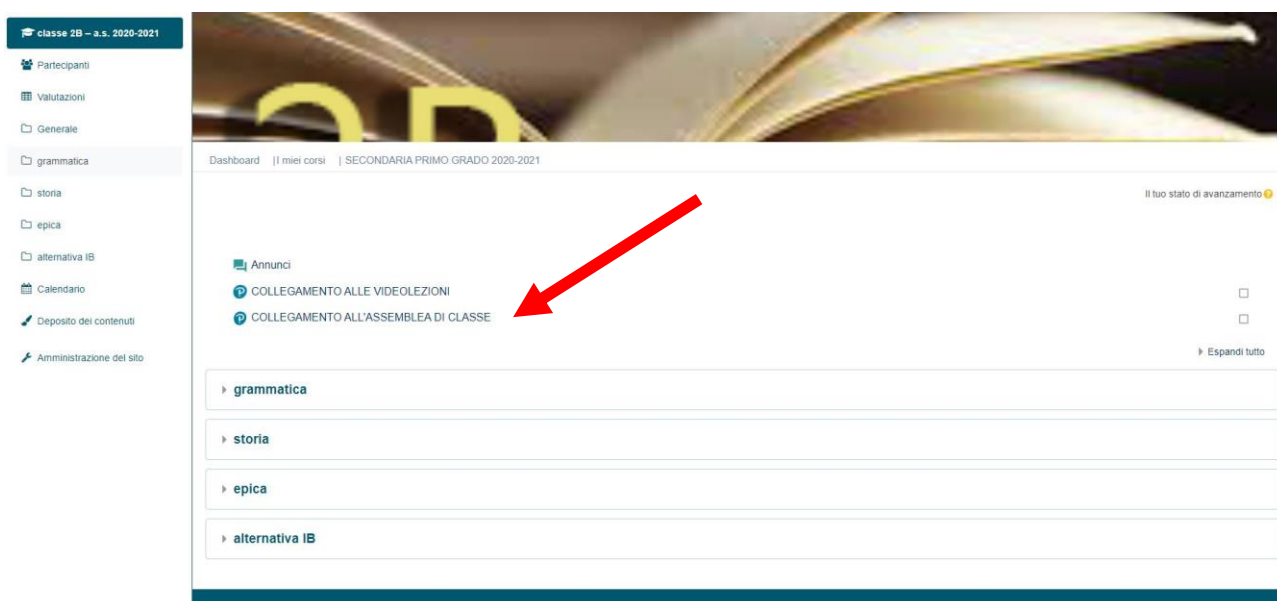 classe 2B – a.s. 2020-2021
Partecipanti
Valutazioni
Generale
grammatica
storia
epica
alternativa IB
Calendario
Deposito dei contenuti
Amministrazione del sito
2B
Dashboard | I miei corsi | SECONDARIA PRIMO GRADO 2020-2021
Il tuo stato di avanzamento
Annunci
COLLEGAMENTO ALLE VIDEOLEZIONI
COLLEGAMENTO ALL'ASSEMBLEA DI CLASSE
Espandi tutto
grammatica
storia
epica
alternativa IB